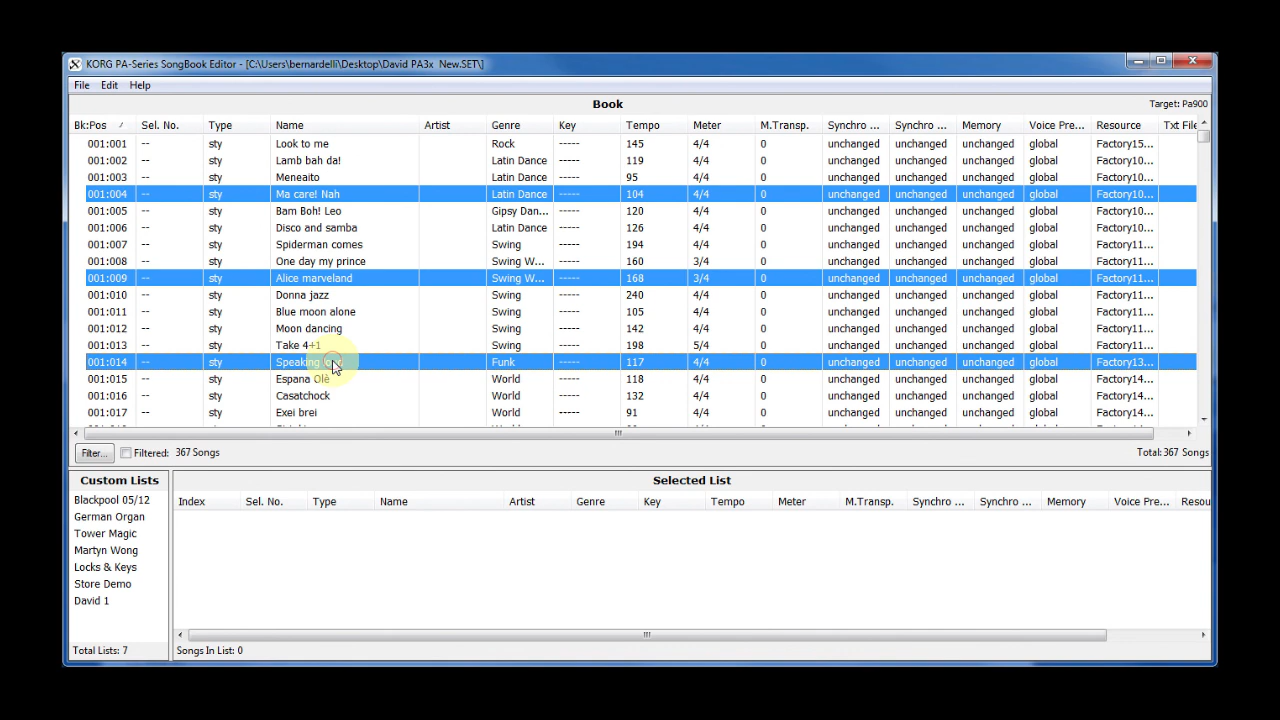 KORG PA-Series SongBook Editor - [C:\Users\bernardelli\Desktop\David PA3x New.SET\]
File Edit Help
Book Target: Pa900
Bk:Pos Sel. No. Type Name Artist Genre Key Tempo Meter M.Transp. Synchro ... Synchro ... Memory Voice Pre... Resource Txt File
001:001 -- sty Look to me Rock ----- 145 4/4 0 unchanged unchanged unchanged global Factory15...
001:002 -- sty Lamb bah da! Latin Dance ----- 119 4/4 0 unchanged unchanged unchanged global Factory10...
001:003 -- sty Meneaito Latin Dance ----- 95 4/4 0 unchanged unchanged unchanged global Factory10...
001:004 -- sty Ma care! Nah Latin Dance ----- 104 4/4 0 unchanged unchanged unchanged global Factory10...
001:005 -- sty Bam Boh! Leo Gipsy Dan... ----- 120 4/4 0 unchanged unchanged unchanged global Factory10...
001:006 -- sty Disco and samba Latin Dance ----- 126 4/4 0 unchanged unchanged unchanged global Factory10...
001:007 -- sty Spiderman comes Swing ----- 194 4/4 0 unchanged unchanged unchanged global Factory11...
001:008 -- sty One day my prince Swing W... ----- 160 3/4 0 unchanged unchanged unchanged global Factory11...
001:009 -- sty Alice marveland Swing W... ----- 168 3/4 0 unchanged unchanged unchanged global Factory11...
001:010 -- sty Donna jazz Swing ----- 240 4/4 0 unchanged unchanged unchanged global Factory11...
001:011 -- sty Blue moon alone Swing ----- 105 4/4 0 unchanged unchanged unchanged global Factory11...
001:012 -- sty Moon dancing Swing ----- 142 4/4 0 unchanged unchanged unchanged global Factory11...
001:013 -- sty Take 4+1 Swing ----- 198 5/4 0 unchanged unchanged unchanged global Factory11...
001:014 -- sty Speaking Funk ----- 117 4/4 0 unchanged unchanged unchanged global Factory13...
001:015 -- sty Espana Olè World ----- 118 4/4 0 unchanged unchanged unchanged global Factory14...
001:016 -- sty Casatchock World ----- 132 4/4 0 unchanged unchanged unchanged global Factory14...
001:017 -- sty Exei brei World ----- 91 4/4 0 unchanged unchanged unchanged global Factory14...
Filter... Filtered: 367 Songs Total: 367 Songs
Custom Lists Selected List
Index Sel. No. Type Name Artist Genre Key Tempo Meter M.Transp. Synchro ... Synchro ... Memory Voice Pre... Resou
Blackpool 05/12
German Organ
Tower Magic
Martyn Wong
Locks & Keys
Store Demo
David 1
Total Lists: 7 Songs In List: 0